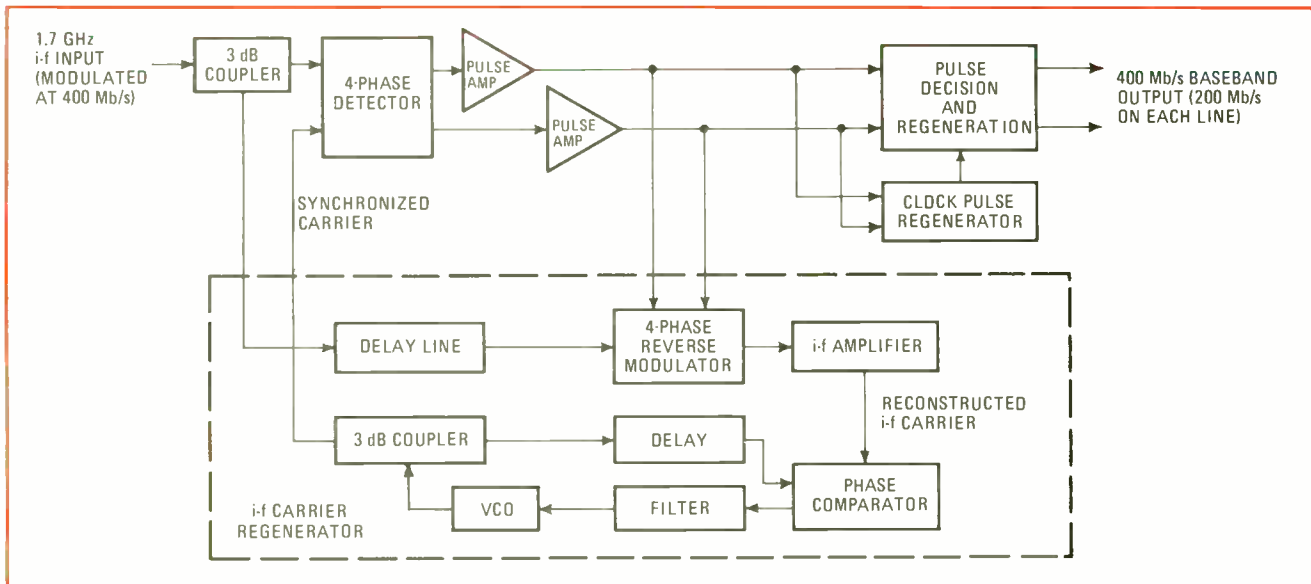 1.7 GHz
i-f INPUT
(MODULATED
AT 400 Mb/s)
3 dB
COUPLER
4-PHASE
DETECTOR
PULSE
AMP
PULSE
AMP
PULSE
DECISION
AND
REGENERATION
400 Mb/s BASEBAND
OUTPUT (200 Mb/s
ON EACH LINE)
CLOCK PULSE
REGENERATOR
SYNCHRONIZED
CARRIER
DELAY LINE
4-PHASE
REVERSE
MODULATOR
i-f AMPLIFIER
RECONSTRUCTED
i-f CARRIER
3 dB COUPLER
DELAY
PHASE
COMPARATOR
FILTER
VCO
i-f CARRIER
REGENERATOR